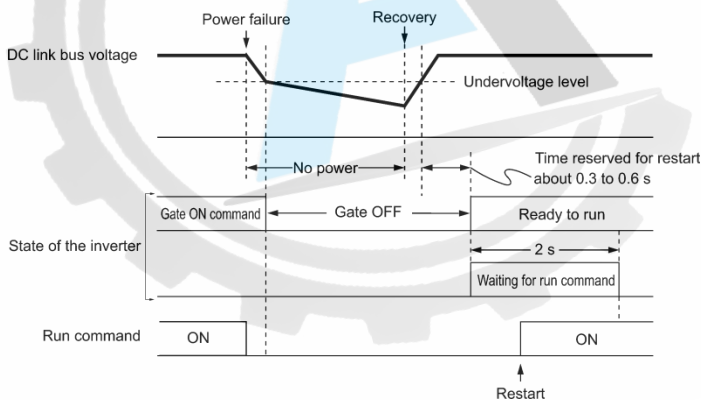 Power failure
Recovery
DC link bus voltage
Undervoltage level
No power
Time reserved for restart
about 0.3 to 0.6 s
Gate ON command
Gate OFF
Ready to run
State of the inverter
2 s
Waiting for run command
Run command
ON
ON
Restart